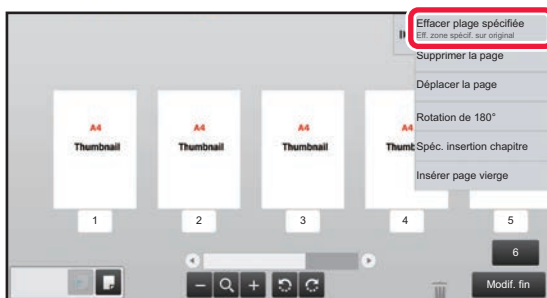 Effacer plage spécifiée
Eff. zone spécif. sur original
Supprimer la page
Déplacer la page
Rotation de 180°
Spéc. insertion chapitre
Insérer page vierge
A4
Thumbnail
A4
Thumbnail
A4
Thumbnail
A4
Thumb
1
2
3
4
5
6
Modif. fin